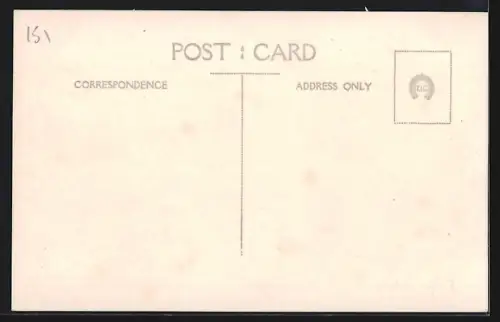 151
POST CARD
CORRESPONDENCE
ADDRESS ONLY